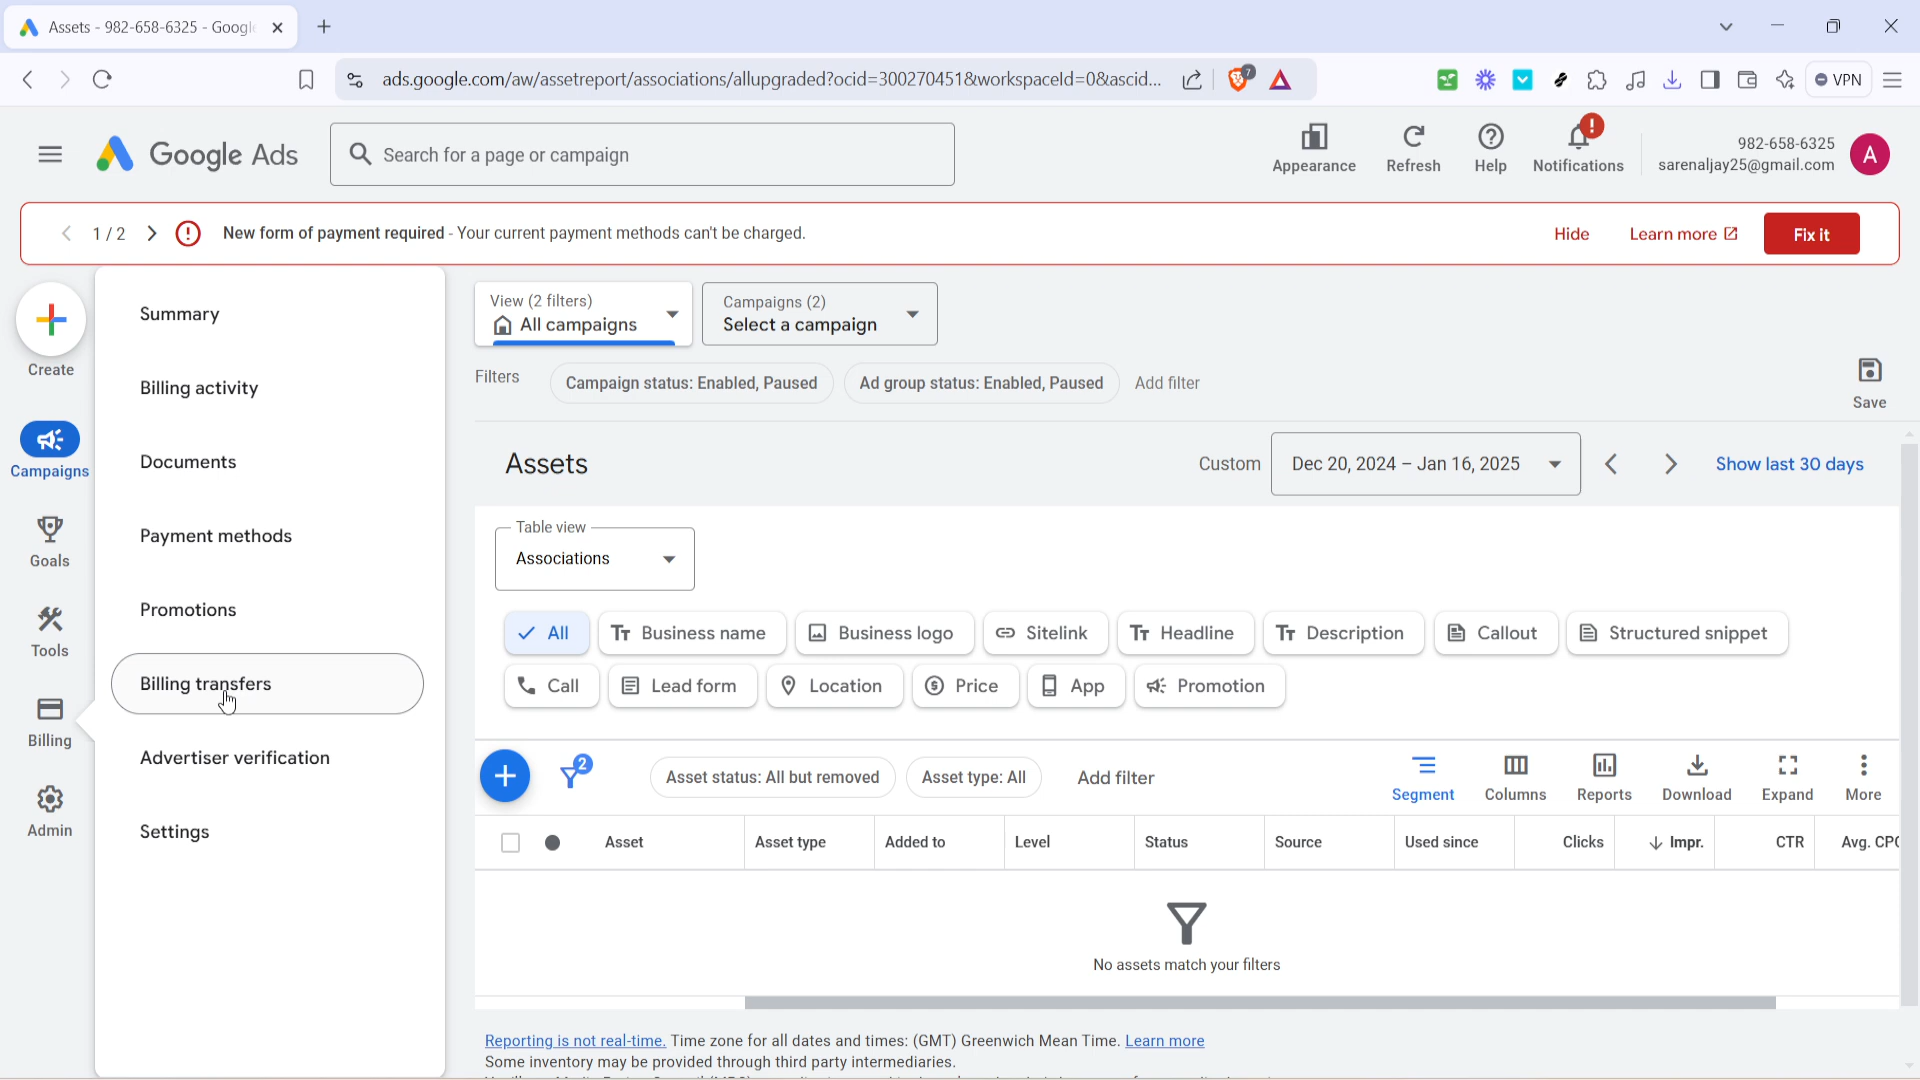 Assets - 982-658-6325 - Googl
ads.google.com/aw/assetreport/associations/allupgraded?ocid=300270451&workspaceId=0&ascid...
7
VPN
Google Ads
Search for a page or campaign
Appearance
Refresh
Help
Notifications
982-658-6325
sarenaljay25@gmail.com
A
1 / 2
New form of payment required - Your current payment methods can't be charged.
Hide
Learn more
Fix it
Create
Campaigns
Goals
Tools
Billing
Admin
Summary
Billing activity
Documents
Payment methods
Promotions
Billing transfers
Advertiser verification
Settings
View (2 filters)
All campaigns
Campaigns (2)
Select a campaign
Filters
Campaign status: Enabled, Paused
Ad group status: Enabled, Paused
Add filter
Save
Assets
Custom
Dec 20, 2024 – Jan 16, 2025
Show last 30 days
Table view
Associations
All
Business name
Business logo
Sitelink
Headline
Description
Callout
Structured snippet
Call
Lead form
Location
Price
App
Promotion
2
Asset status: All but removed
Asset type: All
Add filter
Segment
Columns
Reports
Download
Expand
More
Asset
Asset type
Added to
Level
Status
Source
Used since
Clicks
Impr.
CTR
Avg. CPC
No assets match your filters
Reporting is not real-time. Time zone for all dates and times: (GMT) Greenwich Mean Time. Learn more
Some inventory may be provided through third party intermediaries.